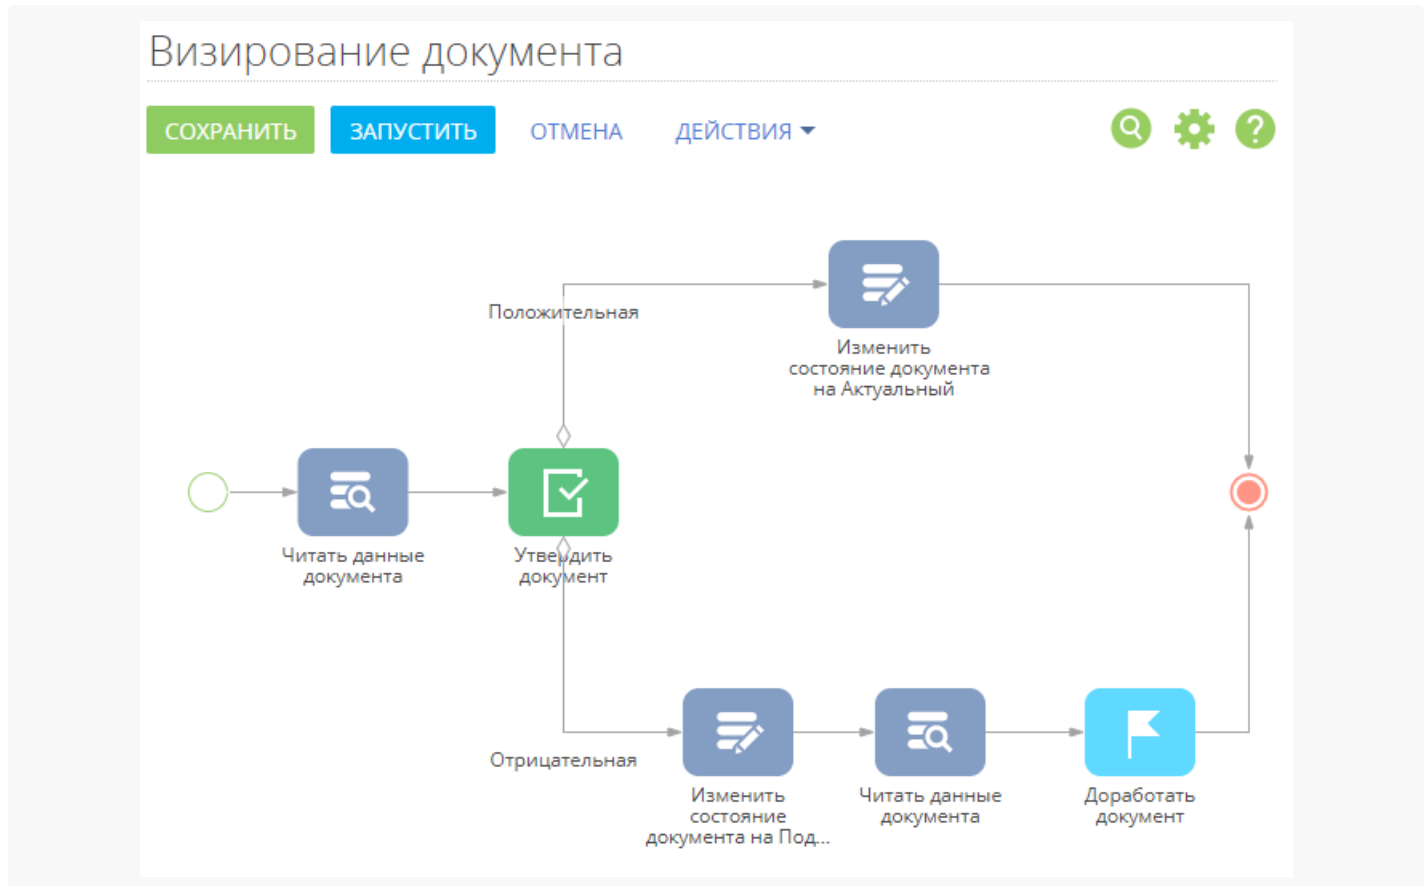 Визирование документа
СОХРАНИТЬ
ЗАПУСТИТЬ
ОТМЕНА
ДЕЙСТВИЯ
Положительная
Изменить
состояние документа
на Актуальный
Читать данные
документа
Утвердить
документ
Отрицательная
Изменить
состояние
документа на Под...
Читать данные
документа
Доработать
документ